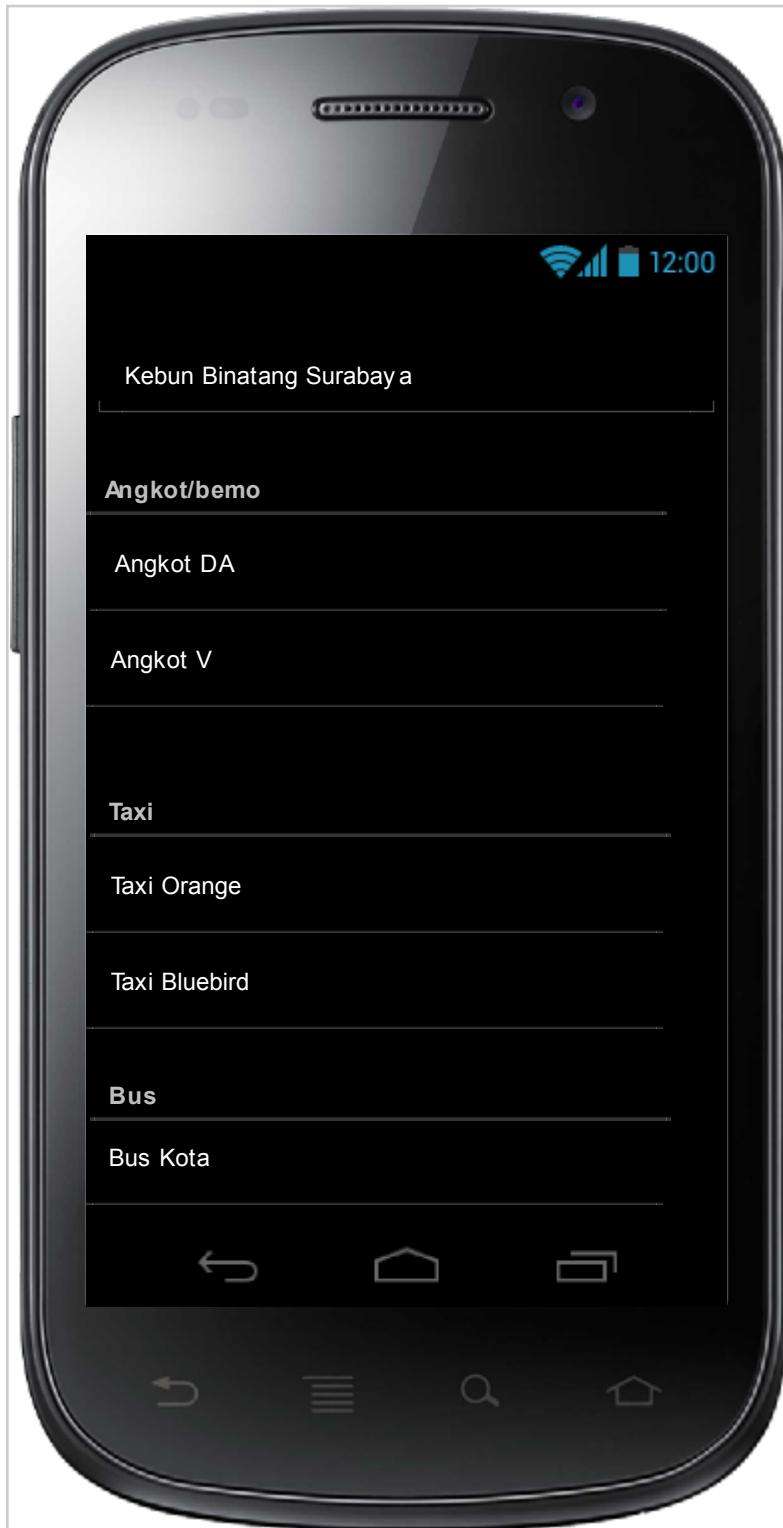 12:00
Kebun Binatang Surabaya
Angkot/bemo
Angkot DA
Angkot V
Taxi
Taxi Orange
Taxi Bluebird
Bus
Bus Kota